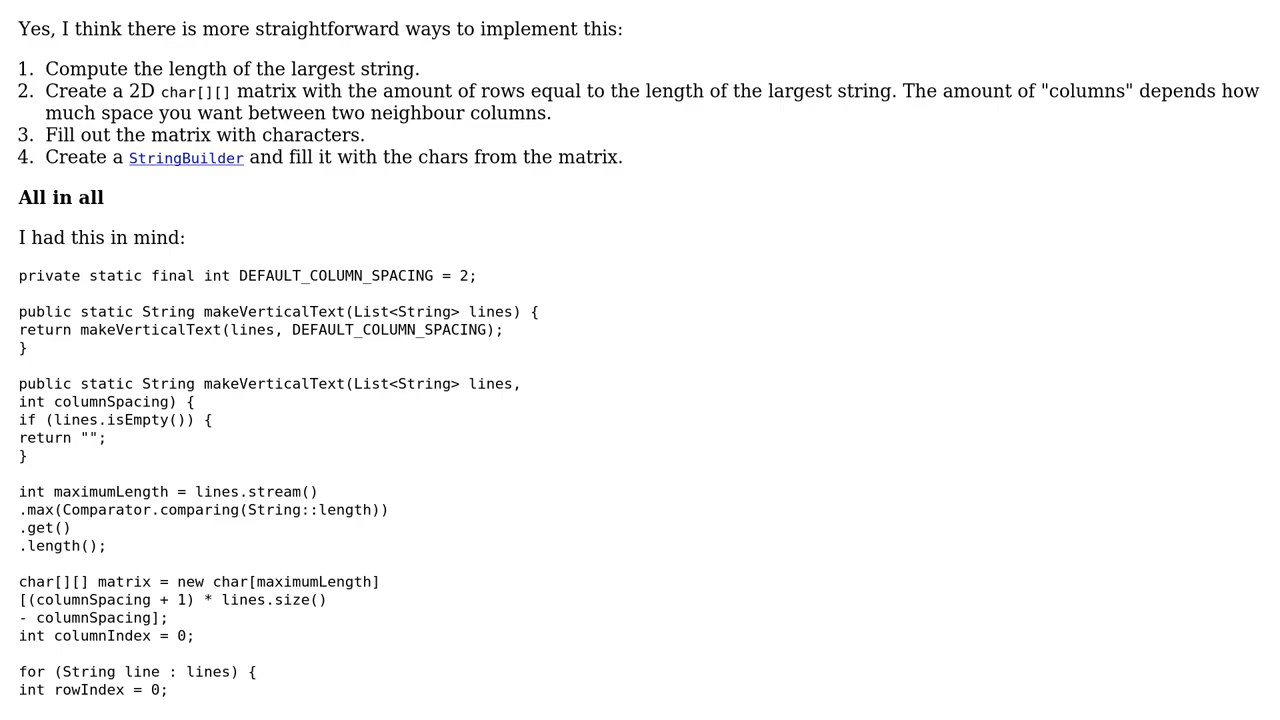 Yes, I think there is more straightforward ways to implement this:
1. Compute the length of the largest string.
2. Create a 2D char[][] matrix with the amount of rows equal to the length of the largest string. The amount of "columns" depends how
much space you want between two neighbour columns.
3. Fill out the matrix with characters.
4. Create a StringBuilder and fill it with the chars from the matrix.
All in all
I had this in mind:
private static final int DEFAULT_COLUMN_SPACING = 2;
public static String makeVerticalText(List<String> lines) {
return makeVerticalText(lines, DEFAULT_COLUMN_SPACING);
}
public static String makeVerticalText(List<String> lines,
int columnSpacing) {
if (lines.isEmpty()) {
return "";
}
int maximumLength = lines.stream()
.max(Comparator.comparing(String::length))
.get()
.length();
char[][] matrix = new char[maximumLength]
[(columnSpacing + 1) * lines.size()
- columnSpacing];
int columnIndex = 0;
for (String line : lines) {
int rowIndex = 0;